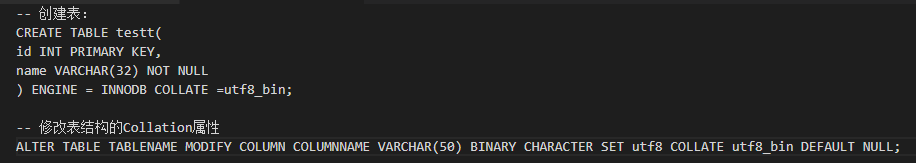 -- 创建表:
CREATE TABLE testt(
id INT PRIMARY KEY,
name VARCHAR(32) NOT NULL
) ENGINE = INNODB COLLATE =utf8_bin;
-- 修改表结构的Collation属性
ALTER TABLE TABLENAME MODIFY COLUMN COLUMNNAME VARCHAR(50) BINARY CHARACTER SET utf8 COLLATE utf8_bin DEFAULT NULL;